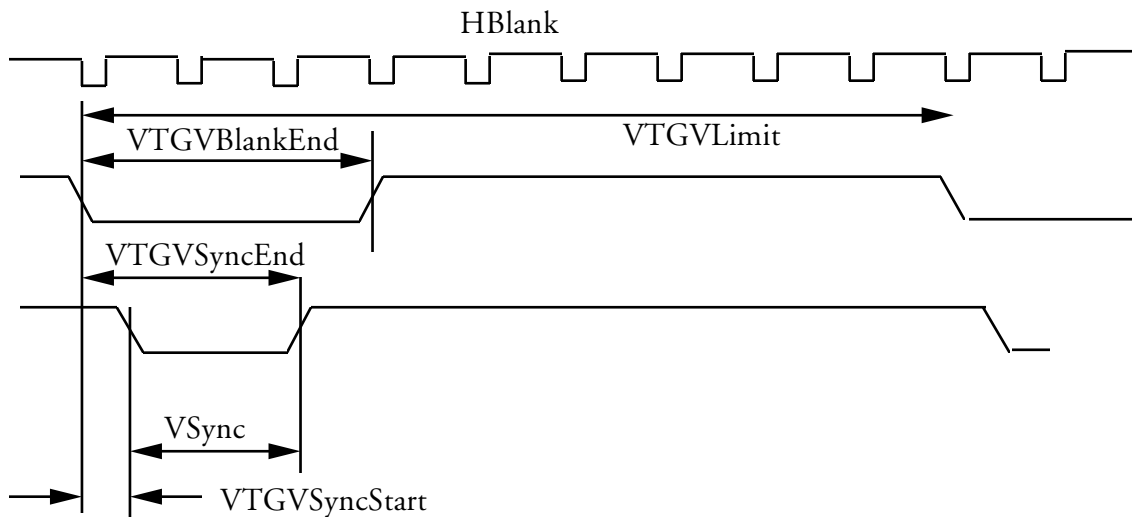 HBlank
VTGVBlankEnd
VTGVLimit
VTGVSyncEnd
VSync
VTGVSyncStart